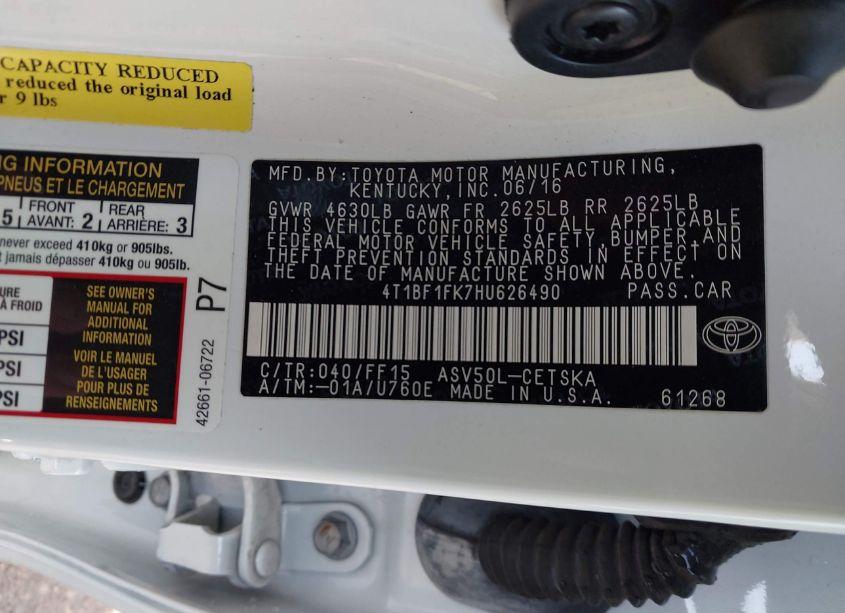 CAPACITY REDUCED
reduced the original load
r 9 lbs
NG INFORMATION
PNEUS ET LE CHARGEMENT
5 FRONT AVANT: 2 REAR ARRIÈRE: 3
never exceed 410kg or 905lbs.
t jamais dépasser 410kg ou 905lb.
URE
À FROID
PSI
PSI
PSI
SEE OWNER'S
MANUAL FOR
ADDITIONAL
INFORMATION
VOIR LE MANUEL
DE L'USAGER
POUR PLUS DE
RENSEIGNEMENTS
42661-06722 P7
MFD.BY:TOYOTA MOTOR MANUFACTURING,
KENTUCKY,INC.06/16
GVWR 4630LB GAWR FR 2625LB RR 2625LB
THIS VEHICLE CONFORMS TO ALL APPLICABLE
FEDERAL MOTOR VEHICLE SAFETY,BUMPER,AND
THEFT PREVENTION STANDARDS IN EFFECT ON
THE DATE OF MANUFACTURE SHOWN ABOVE.
4T1BF1FK7HU626490 PASS.CAR
C/TR:040/FF15 ASV50L-CETSKA
A/TM:-01A/U760E MADE IN U.S.A. 61268